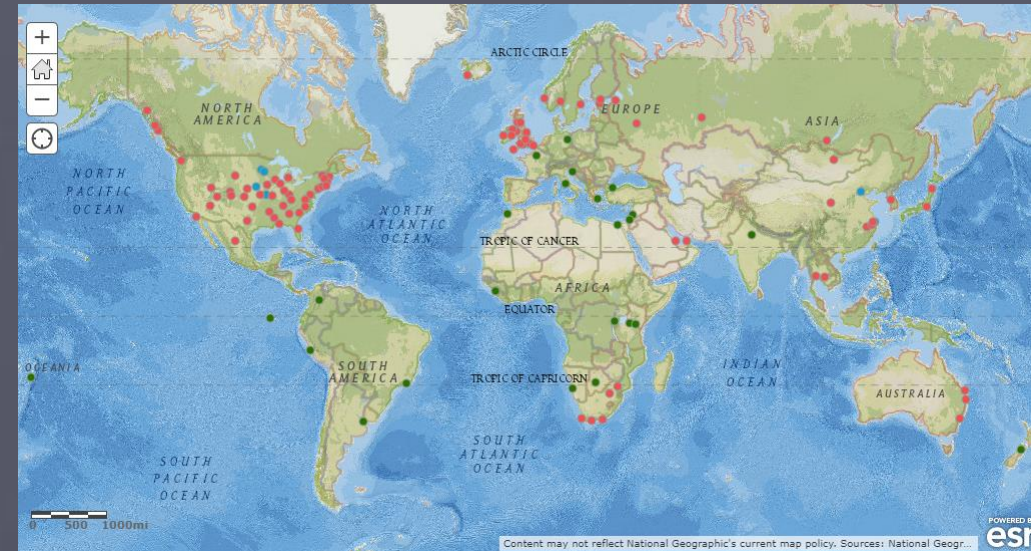 +
−
ARCTIC CIRCLE
NORTH
AMERICA
EUROPE
ASIA
NORTH
PACIFIC
OCEAN
NORTH
ATLANTIC
OCEAN
TROPIC OF CANCER
AFRICA
EQUATOR
OCEANIA
SOUTH
AMERICA
TROPIC OF CAPRICORN
INDIAN
OCEAN
AUSTRALIA
SOUTH
ATLANTIC
OCEAN
SOUTH
PACIFIC
OCEAN
0 500 1000mi
Content may not reflect National Geographic's current map policy. Sources: National Geogr...
POWERED B
esr